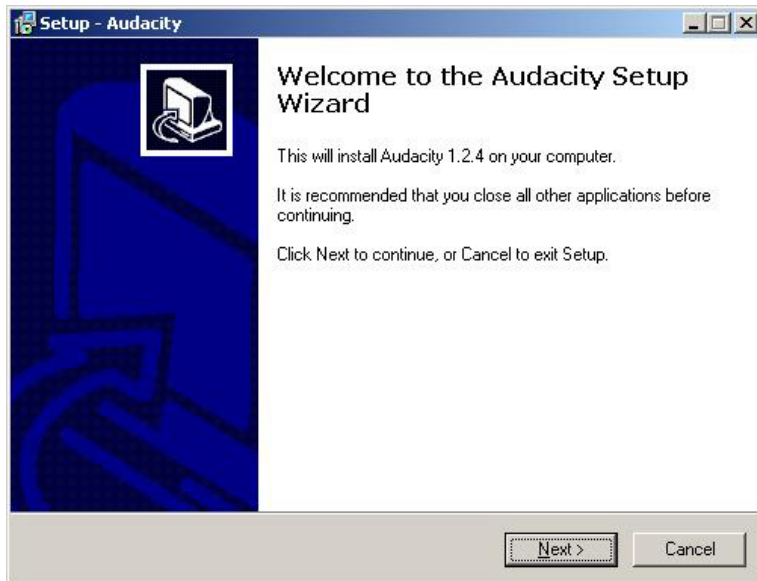 Setup - Audacity
Welcome to the Audacity Setup
Wizard
This will install Audacity 1.2.4 on your computer.
It is recommended that you close all other applications before
continuing.
Click Next to continue, or Cancel to exit Setup.
Next >
Cancel